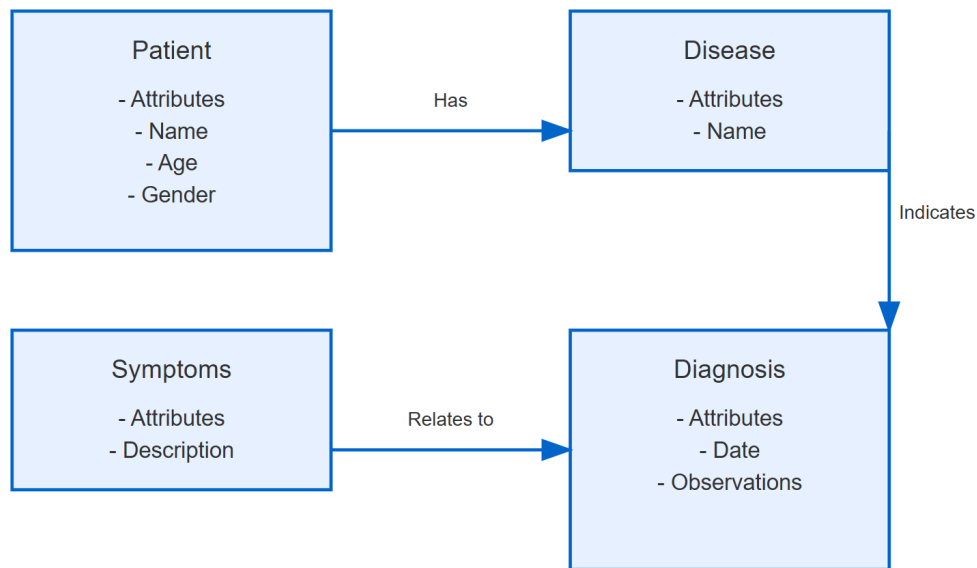 Patient
- Attributes
- Name
- Age
- Gender
Has
Disease
- Attributes
- Name
Indicates
Symptoms
- Attributes
- Description
Relates to
Diagnosis
- Attributes
- Date
- Observations